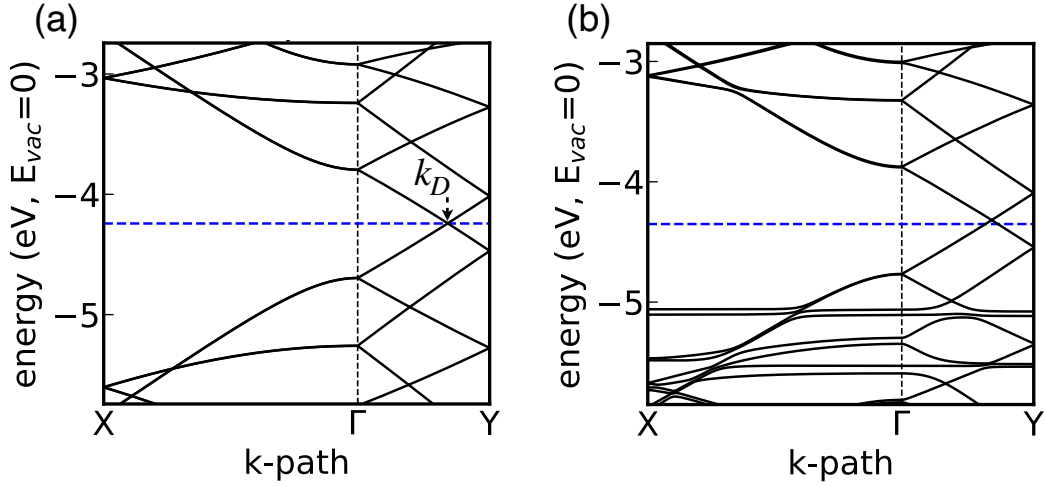 (a)
energy (eV, E_vac=0)
−3
−4
−5
k_D
X
Γ
Y
k-path
(b)
energy (eV, E_vac=0)
−3
−4
−5
X
Γ
Y
k-path